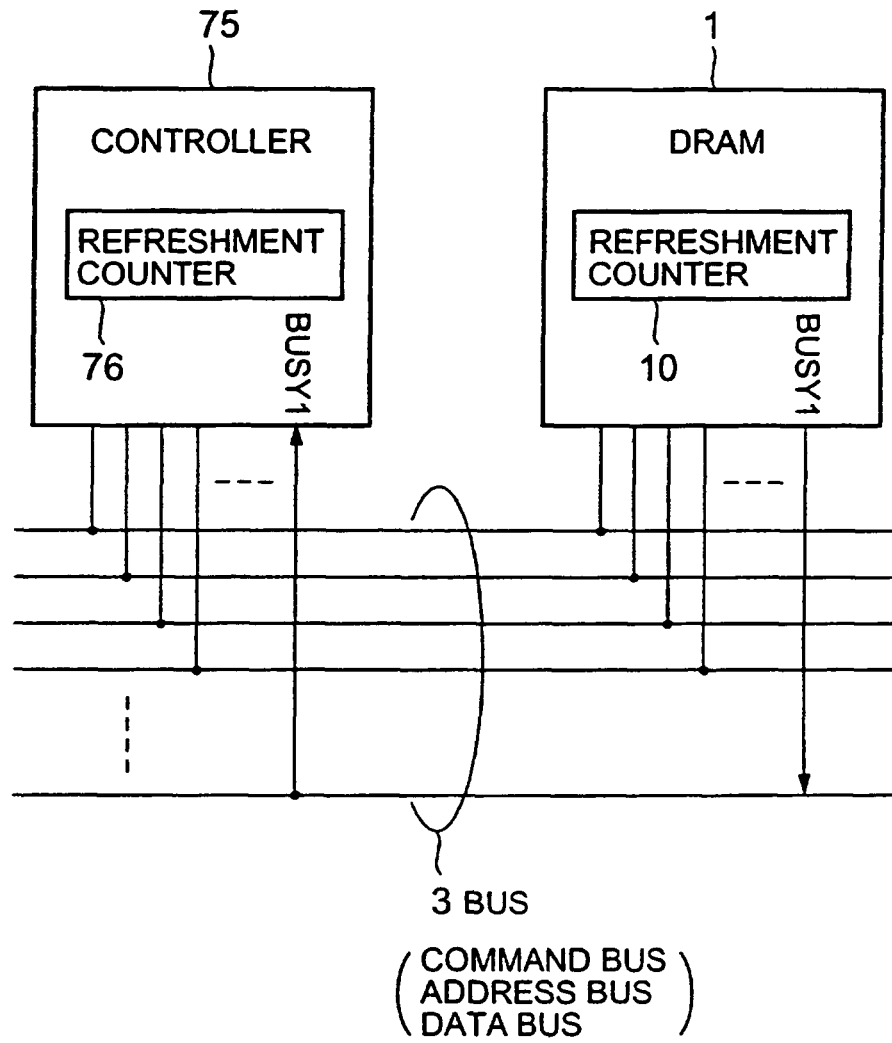 75
1
CONTROLLER
DRAM
REFRESHMENT
COUNTER
REFRESHMENT
COUNTER
76
BUSY1
10
BUSY1
3 BUS
COMMAND BUS
ADDRESS BUS
DATA BUS